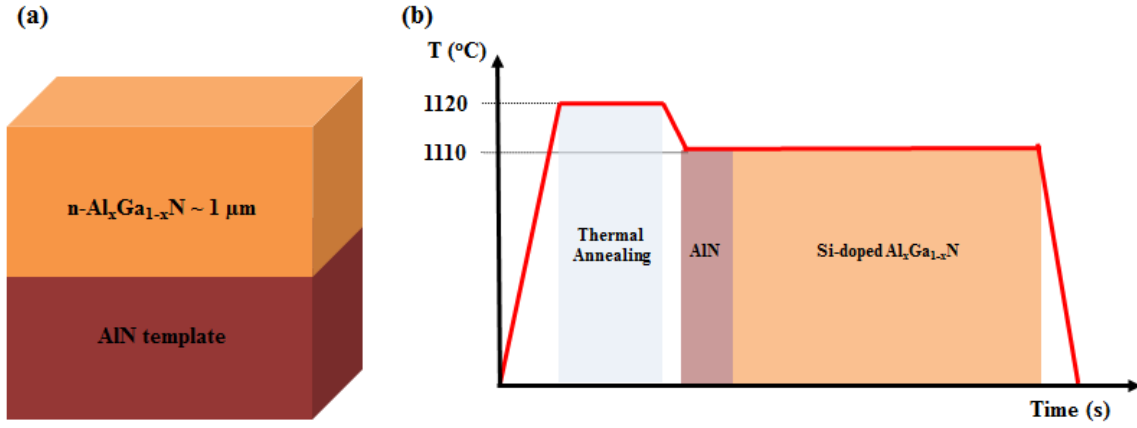 (a)
n-AlₓGa₁₋ₓN ~ 1 µm
AlN template
(b)
T (°C)
1120
1110
Thermal
Annealing
AlN
Si-doped AlₓGa₁₋ₓN
Time (s)